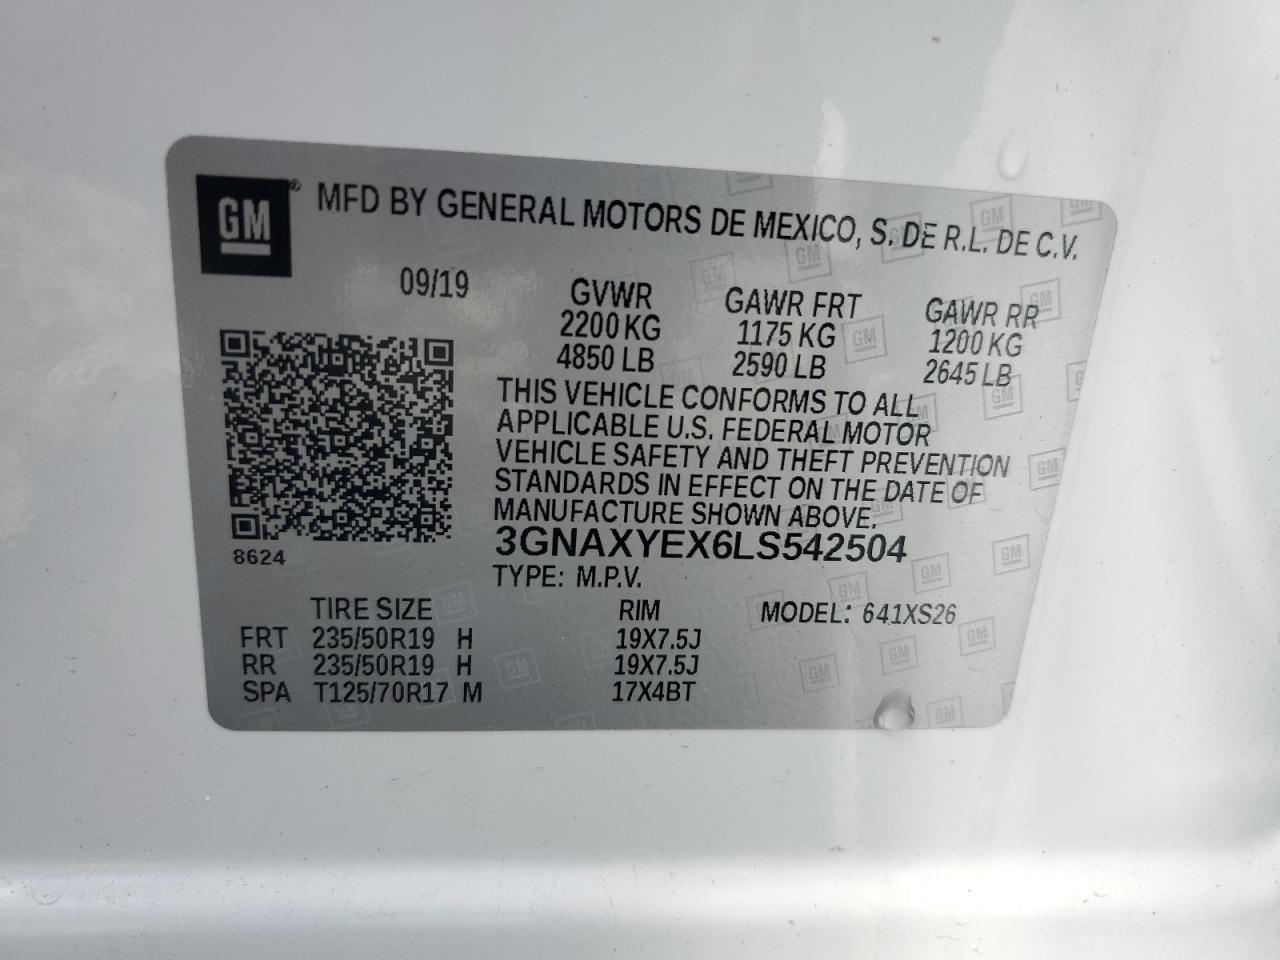 GM® MFD BY GENERAL MOTORS DE MEXICO, S. DE R.L. DE C.V.
09/19 GVWR GAWR FRT GAWR RR
2200 KG 1175 KG 1200 KG
4850 LB 2590 LB 2645 LB
THIS VEHICLE CONFORMS TO ALL
APPLICABLE U.S. FEDERAL MOTOR
VEHICLE SAFETY AND THEFT PREVENTION
STANDARDS IN EFFECT ON THE DATE OF
MANUFACTURE SHOWN ABOVE.
8624
3GNAXYEX6LS542504
TYPE: M.P.V.
TIRE SIZE RIM MODEL: 641XS26
FRT 235/50R19 H 19X7.5J
RR 235/50R19 H 19X7.5J
SPA T125/70R17 M 17X4BT